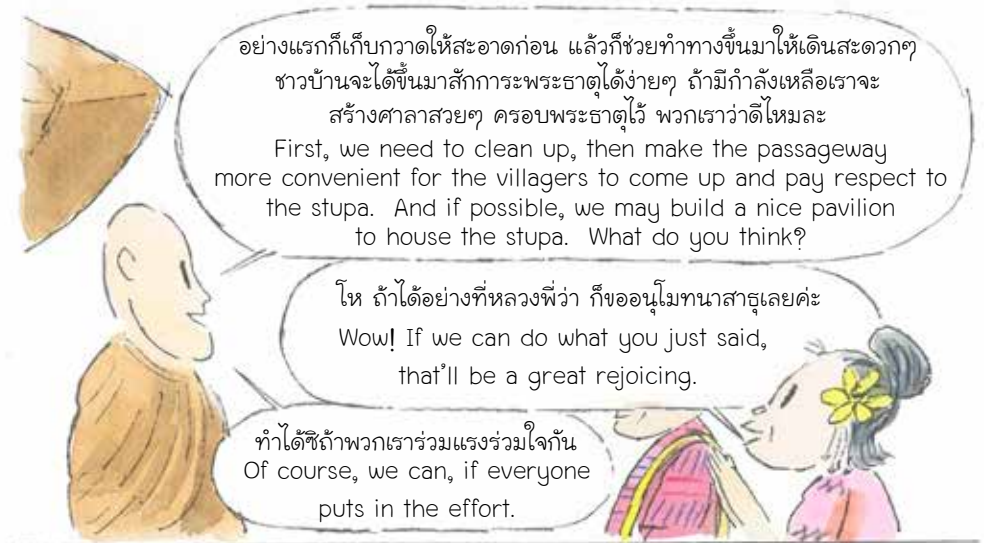 อย่างแรกก็เก็บกวาดให้สะอาดก่อน แล้วก็ช่วยทำทางขึ้นมาให้เดินสะดวกๆ
ชาวบ้านจะได้ขึ้นมาสักการะพระธาตุได้ง่ายๆ ถ้ามีกำลังเหลือเราจะ
สร้างศาลาสวยๆ ครอบพระธาตุไว้ พวกเราว่าดีไหมละ
First, we need to clean up, then make the passageway
more convenient for the villagers to come up and pay respect to
the stupa. And if possible, we may build a nice pavilion
to house the stupa. What do you think?
โห ถ้าได้อย่างที่หลวงพี่ว่า ก็ขออนุโมทนาสาธุเลยค่ะ
Wow! If we can do what you just said,
that'll be a great rejoicing.
ทำได้ซิถ้าพวกเราร่วมแรงร่วมใจกัน
Of course, we can, if everyone
puts in the effort.